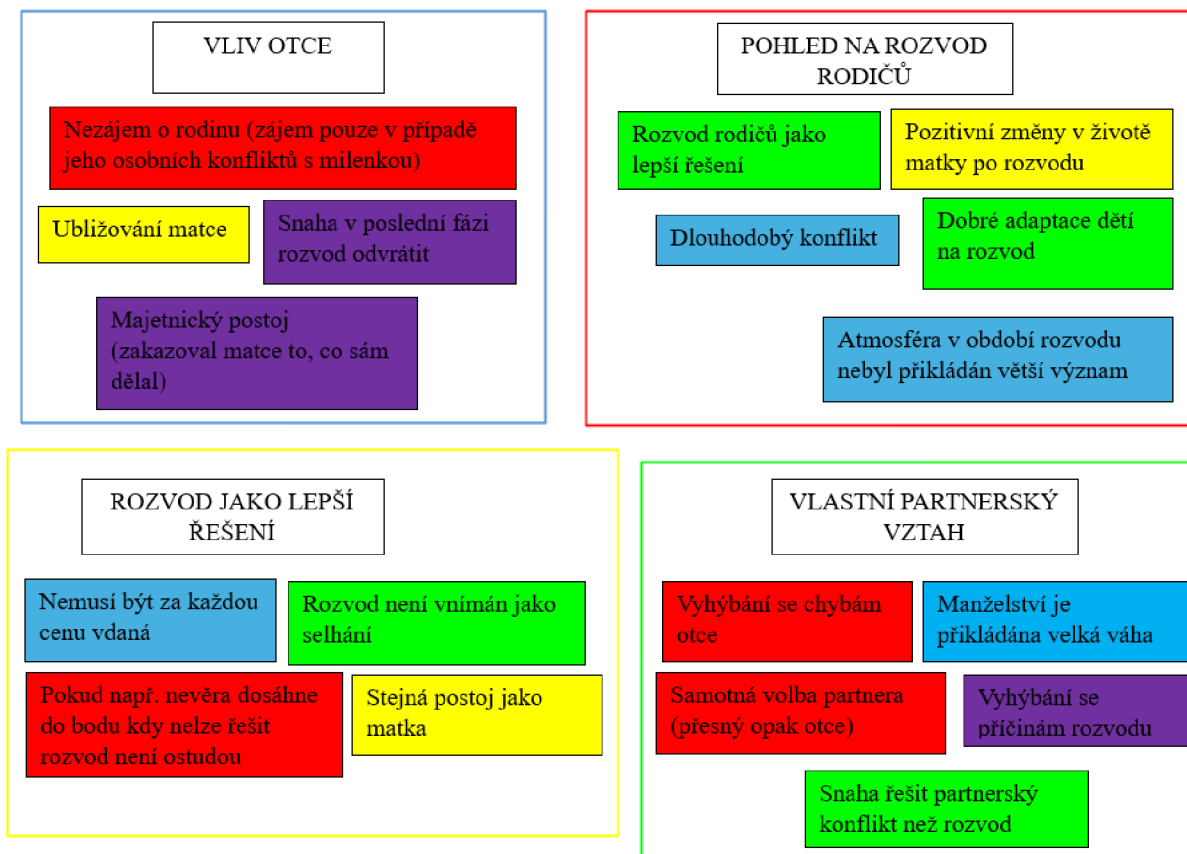 VLIV OTCE
Nezájem o rodinu (zájem pouze v případě
jeho osobních konfliktů s milenkou)
Ubližování matce
Snaha v poslední fázi
rozvod odvrátit
Majetnický postoj
(zakazoval matce to, co sám
dělal)
POHLED NA ROZVOD
RODIČŮ
Rozvod rodičů jako
lepší řešení
Pozitivní změny v životě
matky po rozvodu
Dlouhodobý konflikt
Dobré adaptace dětí
na rozvod
Atmosféra v období rozvodu
nebyl přikládán větší význam
ROZVOD JAKO LEPŠÍ
ŘEŠENÍ
Nemusí být za každou
cenu vdaná
Rozvod není vnímán jako
selhání
Pokud např. nevěra dosáhne
do bodu kdy nelze řešit
rozvod není ostudou
Stejná postoj jako
matka
VLASTNÍ PARTNERSKÝ
VZTAH
Vyhýbání se chybám
otce
Manželství je
přikládána velká váha
Samotná volba partnera
(přesný opak otce)
Vyhýbání se
příčinám rozvodu
Snaha řešit partnerský
konflikt než rozvod